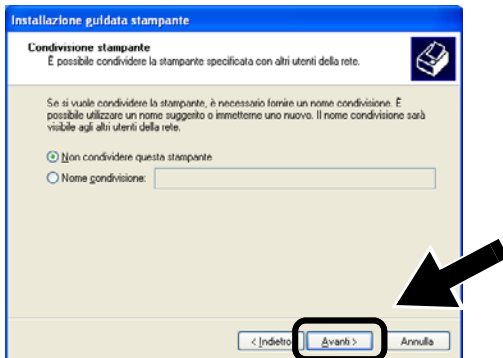 Installazione guidata stampante
Condivisione stampante
È possibile condividere la stampante specificata con altri utenti della rete.
Se si vuole condividere la stampante, è necessario fornire un nome condivisione. È
possibile utilizzare un nome suggerito o immetterne uno nuovo. Il nome condivisione sarà
visibile agli altri utenti della rete.
Non condividere questa stampante
Nome condivisione:
< Indietro
Avanti >
Annulla